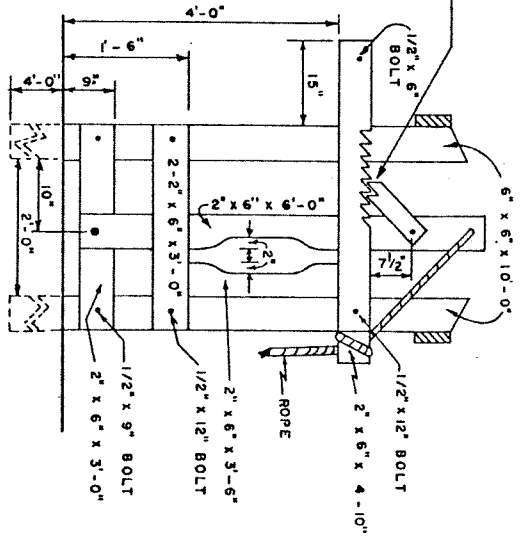 4'-0"
1'-6"
4'-0"
9"
15"
1/2" x 6"
BOLT
6" x 6" x 10'-0"
10"
2'-0"
2-2" x 6" x 3'-0"
2" x 6" x 6'-0"
2"
7 1/2"
1/2" x 12" BOLT
2" x 6" x 4-10"
ROPE
2" x 6" x 3'-6"
1/2" x 12" BOLT
1/2" x 9" BOLT
2" x 6" x 3'-0"